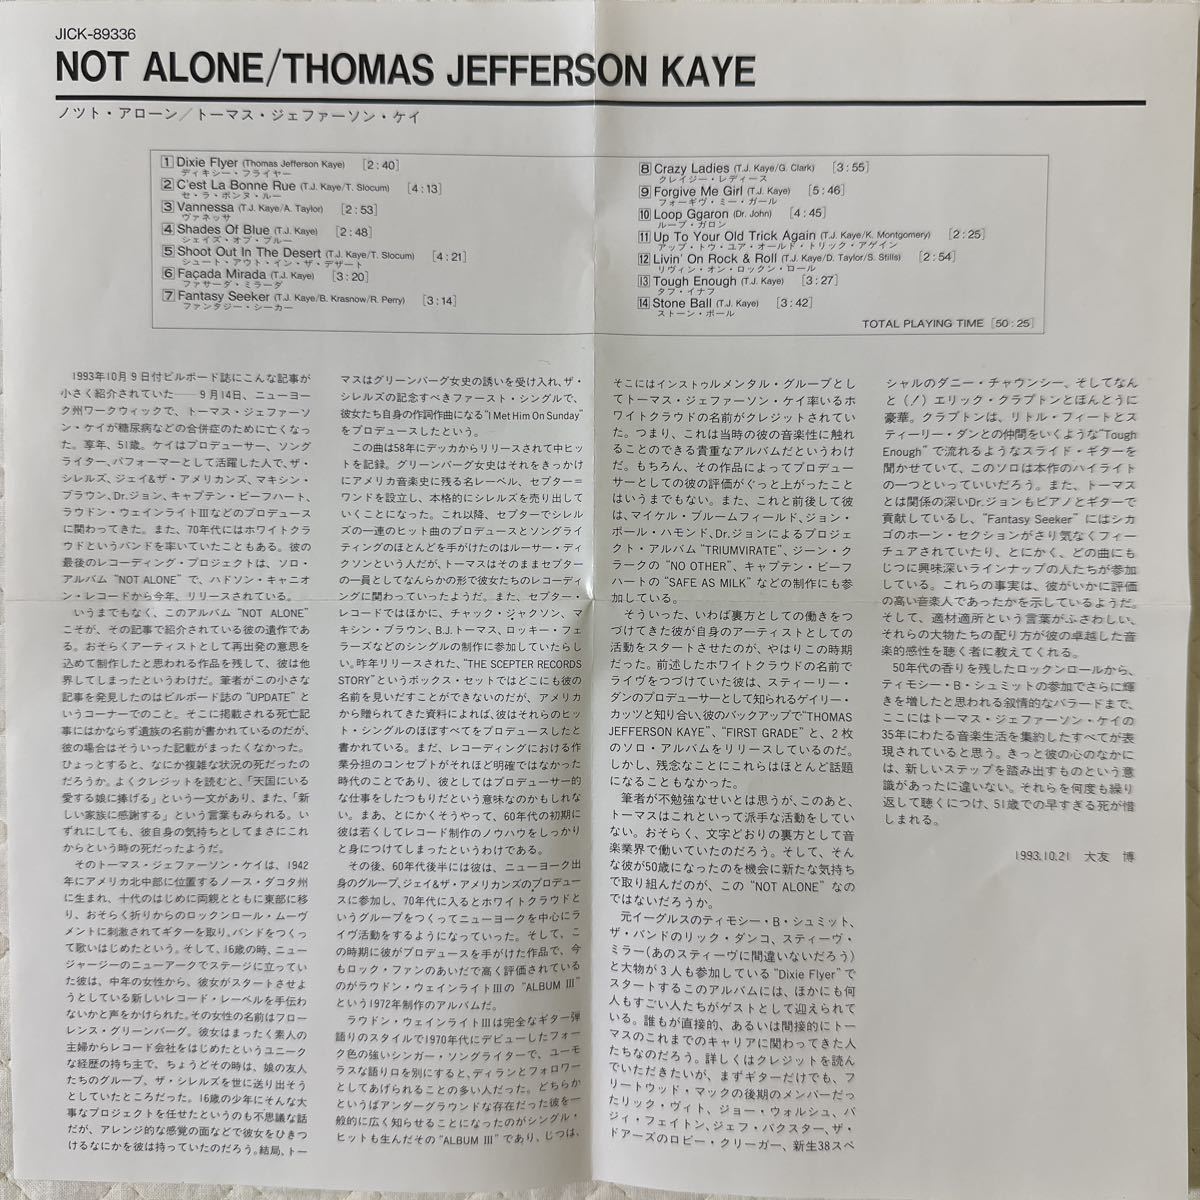 JICK-89336
NOT ALONE/THOMAS JEFFERSON KAYE
ノット・アローン／トーマス・ジェファーソン・ケイ
1 Dixie Flyer (Thomas Jefferson Kaye) [2:40]
ディキシー・フライヤー
2 C'est La Bonne Rue (T.J. Kaye/T. Slocum) [4:13]
セ・ラ・ボンヌ・ルー
3 Vannessa (T.J. Kaye/A. Taylor) [2:53]
ヴァネッサ
4 Shades Of Blue (T.J. Kaye) [2:48]
シェイズ・オブ・ブルー
5 Shoot Out In The Desert (T.J. Kaye/T. Slocum) [4:21]
シュート・アウト・イン・ザ・デザート
6 Façada Mirada (T.J. Kaye) [3:20]
ファサーダ・ミラーダ
7 Fantasy Seeker (T.J. Kaye/B. Krasnow/R. Perry) [3:14]
ファンタジー・シーカー
8 Crazy Ladies (T.J. Kaye/G. Clark) [3:55]
クレイジー・レディース
9 Forgive Me Girl (T.J. Kaye) [5:46]
フォーギヴ・ミー・ガール
10 Loop Ggaron (Dr. John) [4:45]
ループ・ガロン
11 Up To Your Old Trick Again (T.J. Kaye/K. Montgomery) [2:25]
アップ・トゥ・ユア・オールド・トリック・アゲイン
12 Livin' On Rock & Roll (T.J. Kaye/D. Taylor/S. Stills) [2:54]
リヴィン・オン・ロックン・ロール
13 Tough Enough (T.J. Kaye) [3:27]
タフ・イナフ
14 Stone Ball (T.J. Kaye) [3:42]
ストーン・ボール
TOTAL PLAYING TIME [50:25]
1993年10月9日付ビルボード誌にこんな記事が
小さく紹介されていた——9月14日、ニューヨー
ク州ワークウィックで、トーマス・ジェファーソ
ン・ケイが糖尿病などの合併症のために亡くなっ
た。享年、51歳。ケイはプロデューサー、ソング
ライター、パフォーマーとして活躍した人で、ザ・
シレルズ、ジェイ&ザ・アメリカンズ、マキシン・
ブラウン、Dr.ジョン、キャプテン・ビーフハート、
ラウドン・ウェインライトIIIなどのプロデュース
に関わってきた。また、70年代にはホワイトクラ
ウドというバンドを率いていたこともある。彼の
最後のレコーディング・プロジェクトは、ソロ・
アルバム"NOT ALONE"で、ハドソン・キャニオ
ン・レコードから今年、リリースされている。
いうまでもなく、このアルバム"NOT ALONE"
こそが、その記事で紹介されている彼の遺作であ
る。おそらくアーティストとして再出発の意思を
込めて制作したと思われる作品を残して、彼は他
界してしまったというわけだ。筆者がこの小さな
記事を発見したのはビルボード誌の"UPDATE"と
いうコーナーでのこと。そこに掲載される死亡記
事にはかならず遺族の名前が書かれているのだが、
彼の場合はそういった記載がまったくなかった。
ひょっとすると、なにか複雑な状況の死だったの
だろうか。よくクレジットを読むと、「天国にいる
愛する娘に捧げる」という一文があり、また、「新
しい家族に感謝する」という言葉もみられる。い
ずれにしても、彼自身の気持ちとしてまさにこれ
からという時の死だったようだ。
そのトーマス・ジェファーソン・ケイは、1942
年にアメリカ北中部に位置するノース・ダコタ州
に生まれ、十代のはじめに両親とともに東部に移
り、おそらく折りからのロックンロール・ムーヴ
メントに刺激されてギターを取り、バンドをつくっ
て歌いはじめたという。そして、16歳の時、ニュー
ジャージーのニューアークでステージに立ってい
た彼は、中年の女性から、彼女がスタートさせよ
うとしている新しいレコード・レーベルを手伝わ
ないかと声をかけられた。その女性の名前はフロー
レンス・グリーンバーグ。彼女はまったく素人の
主婦からレコード会社をはじめたというユニーク
な経歴の持ち主で、ちょうどその時は、娘の友人
たちのグループ、ザ・シレルズを世に送り出そう
としていたところだった。16歳の少年にそんな大
事なプロジェクトを任せたというのも不思議な話
だが、アレンジ的な感覚の面などで彼女をひきつ
けるなにかを彼は持っていたのだろう。結局、トー
マスはグリーンバーグ女史の誘いを受け入れ、ザ・
シレルズの記念すべきファースト・シングルで、
彼女たち自身の作詞作曲になる"I Met Him On Sunday"
をプロデュースしたという。
この曲は58年にデッカからリリースされて中ヒッ
トを記録。グリーンバーグ女史はそれをきっかけ
にアメリカ音楽史に残る名レーベル、セプター=
ワンドを設立し、本格的にシレルズを売り出して
いくことになった。これ以降、セプターでシレル
ズの一連のヒット曲のプロデュースとソングライ
ティングのほとんどを手がけたのはルーサー・ディ
クソンという人だが、トーマスはそのままセプター
の一員としてなんらかの形で彼女たちのレコーディ
ングに関わっていったようだ。また、セプター・
レコードではほかに、チャック・ジャクソン、マ
キシン・ブラウン、B.J.トーマス、ロッキー・フェ
ラーズなどのシングルの制作に参加していたらし
い。昨年リリースされた、"THE SCEPTER RECORDS
STORY"というボックス・セットではどこにも彼の
名前を見いだすことができないのだが、アメリカ
から贈られてきた資料によれば、彼はそれらのヒッ
ト・シングルのほぼすべてをプロデュースしたと
書かれている。まだ、レコーディングにおける作
業分担のコンセプトがそれほど明確ではなかった
時代のことであり、彼としてはプロデューサー的
な仕事をしたつもりだという意味なのかもしれな
い。まあ、とにかくそうやって、60年代の初期に
彼は若くしてレコード制作のノウハウをしっかり
と身につけてしまったというわけである。
その後、60年代後半には彼は、ニューヨーク出
身のグループ、ジェイ&ザ・アメリカンズのプロデュー
スに参加し、70年代に入るとホワイトクラウドと
いうグループをつくってニューヨークを中心にラ
イヴ活動をするようになっていった。そして、こ
の時期に彼がプロデュースを手がけた作品で、今
もロック・ファンのあいだで高く評価されている
のがラウドン・ウェインライトIIIの"ALBUM III"
という1972年制作のアルバムだ。
ラウドン・ウェインライトIIIは完全なギター弾
語りのスタイルで1970年代にデビューしたフォー
ク色の強いシンガー・ソングライターで、ユーモ
ラスな語り口を別にすると、ディランとフォロワー
としてあげられることの多い人だった。どちらか
というばアンダーグラウンドな存在だった彼を一
般的に広く知らせることになったのがシングル・
ヒットも生んだその"ALBUM III"であり、じつは、
そこにはインストゥルメンタル・グループとし
てトーマス・ジェファーソン・ケイ率いるホ
ワイトクラウドの名前がクレジットされてい
た。つまり、これは当時の彼の音楽性に触れ
ることのできる貴重なアルバムだというわけ
だ。もちろん、その作品によってプロデュー
サーとしての彼の評価がぐっと上がったこと
はいうまでもない。また、これと前後して彼
は、マイケル・ブルームフィールド、ジョン・
ポール・ハモンド、Dr.ジョンによるプロジェ
クト・アルバム"TRIUMVIRATE"、ジーン・ク
ラークの"NO OTHER"、キャプテン・ビーフ
ハートの"SAFE AS MILK"などの制作にも参
加している。
そういった、いわば裏方としての働きをつ
づけてきた彼が自身のアーティストとしての
活動をスタートさせたのが、やはりこの時期
だった。前述したホワイトクラウドの名前で
ライヴをつづけていた彼は、スティーリー・
ダンのプロデューサーとして知られるゲイリー・
カッツと知り合い、彼のバックアップで"THOMAS
JEFFERSON KAYE"、"FIRST GRADE"と、2枚
のソロ・アルバムをリリースしているのだ。
しかし、残念なことにこれらはほとんど話題
になることもなかった。
筆者が不勉強なせいとは思うが、このあと、
トーマスはこれといって派手な活動をしてい
ない。おそらく、文字どおりの裏方として音
楽業界で働いていたのだろう。そして、そん
な彼が50歳になったのを機会に新たな気持ち
で取り組んだのが、この"NOT ALONE"なの
ではないだろうか。
元イーグルスのティモシー・B・シュミット、
ザ・バンドのリック・ダンコ、スティーヴ・
ミラー(あのスティーヴに間違いないだろう)
と大物が3人も参加している"Dixie Flyer"で
スタートするこのアルバムには、ほかにも何
人もすごい人たちがゲストとして迎えられて
いる。誰もが直接的、あるいは間接的にトー
マスのこれまでのキャリアに関わってきた人
たちなのだろう。詳しくはクレジットを読ん
でいただきたいが、まずギターだけでも、フ
リートウッド・マックの後期のメンバーだっ
たリック・ヴィト、ジョー・ウォルシュ、バ
ジィ・フェイトン、ジェフ・バクスター、ザ・
ドアーズのロビー・クリーガー、新生38スペ
シャルのダニー・チャウンシー、そしてなん
と(!)エリック・クラプトンとほんとうに
豪華。クラプトンは、リトル・フィートとス
ティーリー・ダンとの仲間をいくような"Tough
Enough"で流れるようなスライド・ギターを
聞かせていて、このソロは本作のハイライト
の一つといっていいだろう。また、トーマス
とは関係の深いDr.ジョンもピアノとギターで
貢献しているし、"Fantasy Seeker"にはシカ
ゴのホーン・セクションがさり気なくフィー
チュアされていたり、とにかく、どの曲にも
じつに興味深いラインナップの人たちが参加
している。これらの事実は、彼がいかに評価
の高い音楽人であったかを示しているようだ。
そして、適材適所という言葉がふさわしい、
それらの大物たちの配り方が彼の卓越した音
楽的感性を聴く者に教えてくれる。
50年代の香りを残したロックンロールから、
ティモシー・B・シュミットの参加でさらに輝
きを増したと思われる叙情的なバラードまで、
ここにはトーマス・ジェファーソン・ケイの
35年にわたる音楽生活を集約したすべてが表
現されていると思う。きっと彼の心のなかに
は、新しいステップを踏み出すものという意
識があったに違いない。それらを何度も繰り
返して聴くにつけ、51歳での早すぎる死が惜
しまれる。
1993.10.21 大友 博